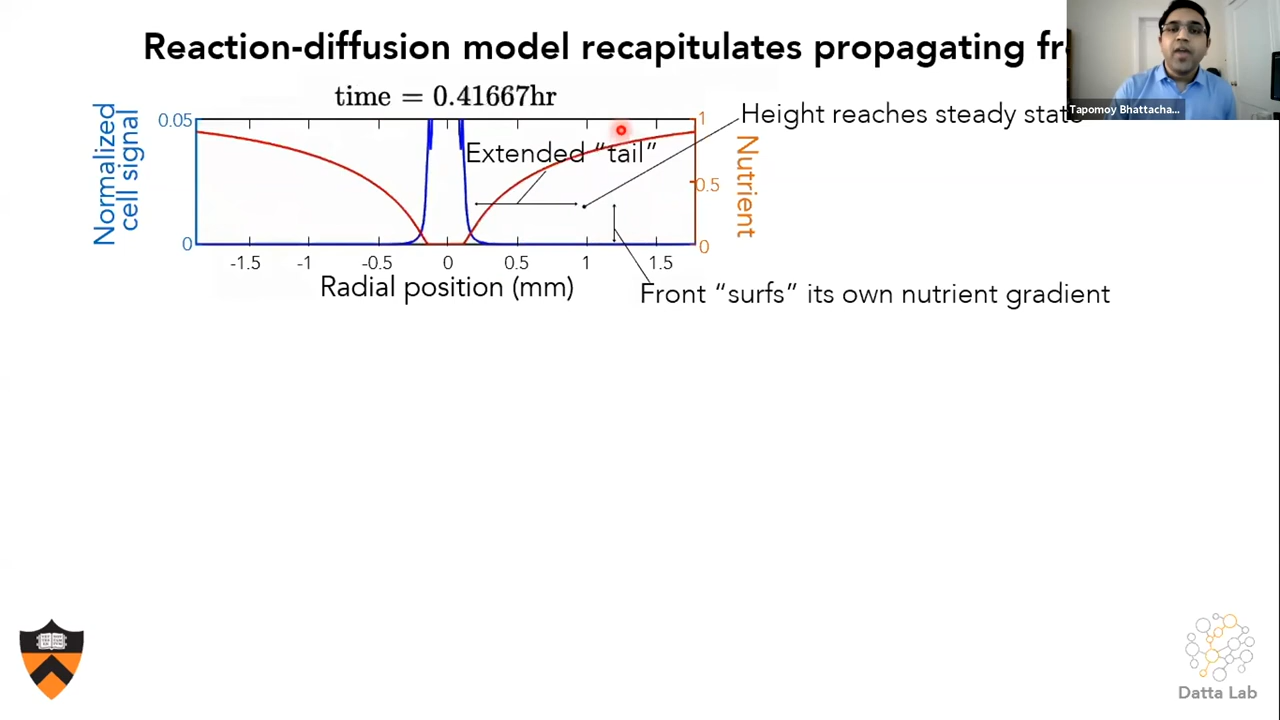 Reaction-diffusion model recapitulates propagating
time = 0.41667hr
Normalized
cell signal
0.05
0
Extended “tail”
Height reaches steady state
1
0.5
0
Nutrient
-1.5 -1 -0.5 0 0.5 1 1.5
Radial position (mm)
Front “surfs” its own nutrient gradient
Tapomoy Bhattacha...
Datta Lab